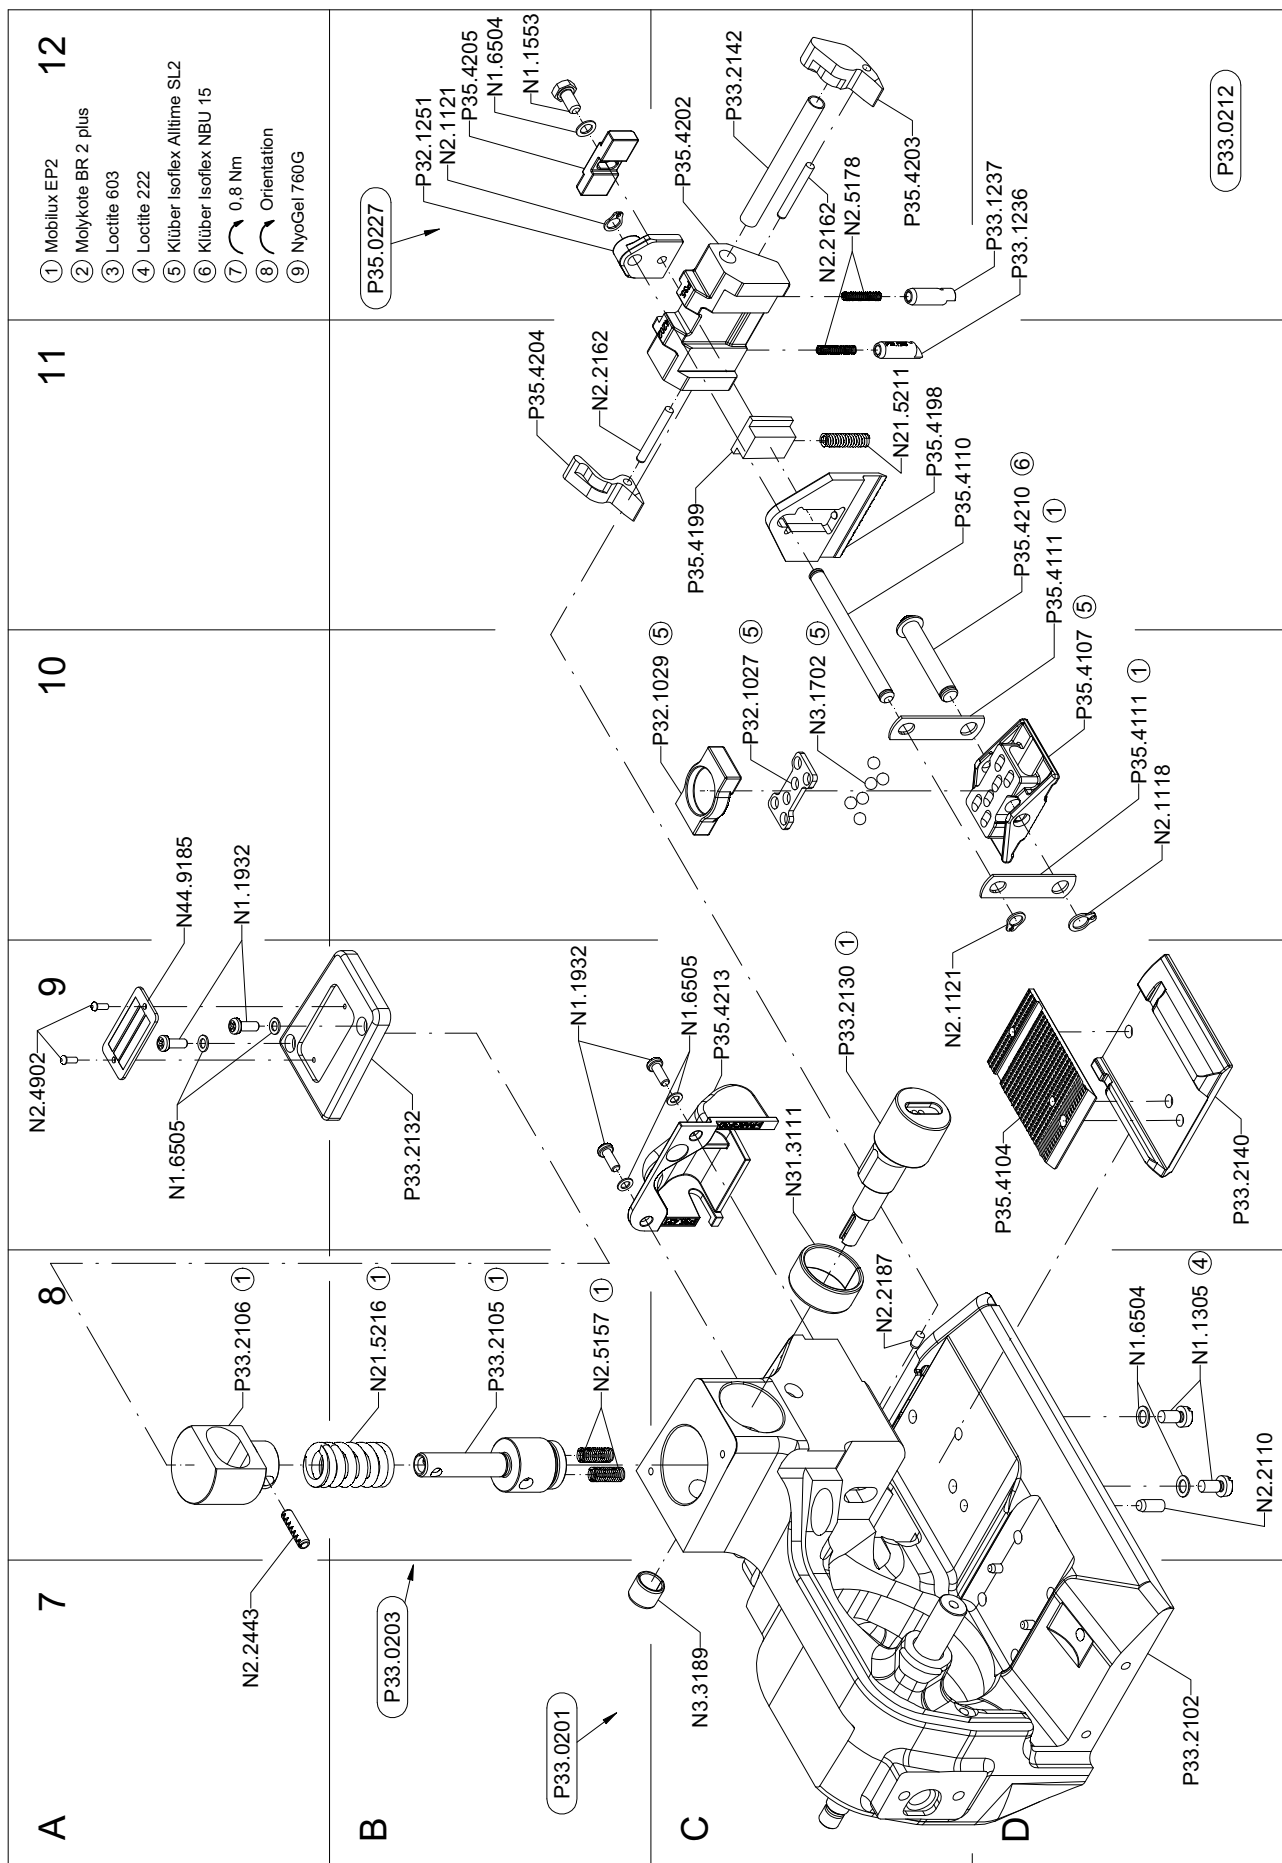 A
B
C
D
7
8
9
10
11
12
① Mobilux EP2
② Molykote BR 2 plus
③ Loctite 603
④ Loctite 222
⑤ Klüber Isoflex Alltime SL2
⑥ Klüber Isoflex NBU 15
⑦ 0,8 Nm
⑧ Orientation
⑨ NyoGel 760G
N2.2443
P33.2106 ①
N21.5216 ①
P33.2105 ①
N2.5157 ①
P33.0203
P33.0201
N3.3189
P33.2102
N2.4902
N44.9185
N1.1932
N1.6505
P33.2132
N1.1932
N1.6505
P35.4213
N31.3111
P33.2130 ①
N2.2187
N1.6504
N1.1305 ④
N2.2110
P35.4104
P33.2140
P32.1029 ⑤
P32.1027 ⑤
N3.1702 ⑤
N2.1121
N2.1118
P35.4111 ①
P35.4107 ⑤
P35.4111 ①
P35.4210 ⑥
P35.4110
P35.4198
N21.5211
P35.4199
P35.4204
N2.2162
P35.0227
P32.1251
N2.1121
P35.4205
N1.6504
N1.1553
P35.4202
P33.2142
N2.2162
N2.5178
P35.4203
P33.1237
P33.1236
P33.0212